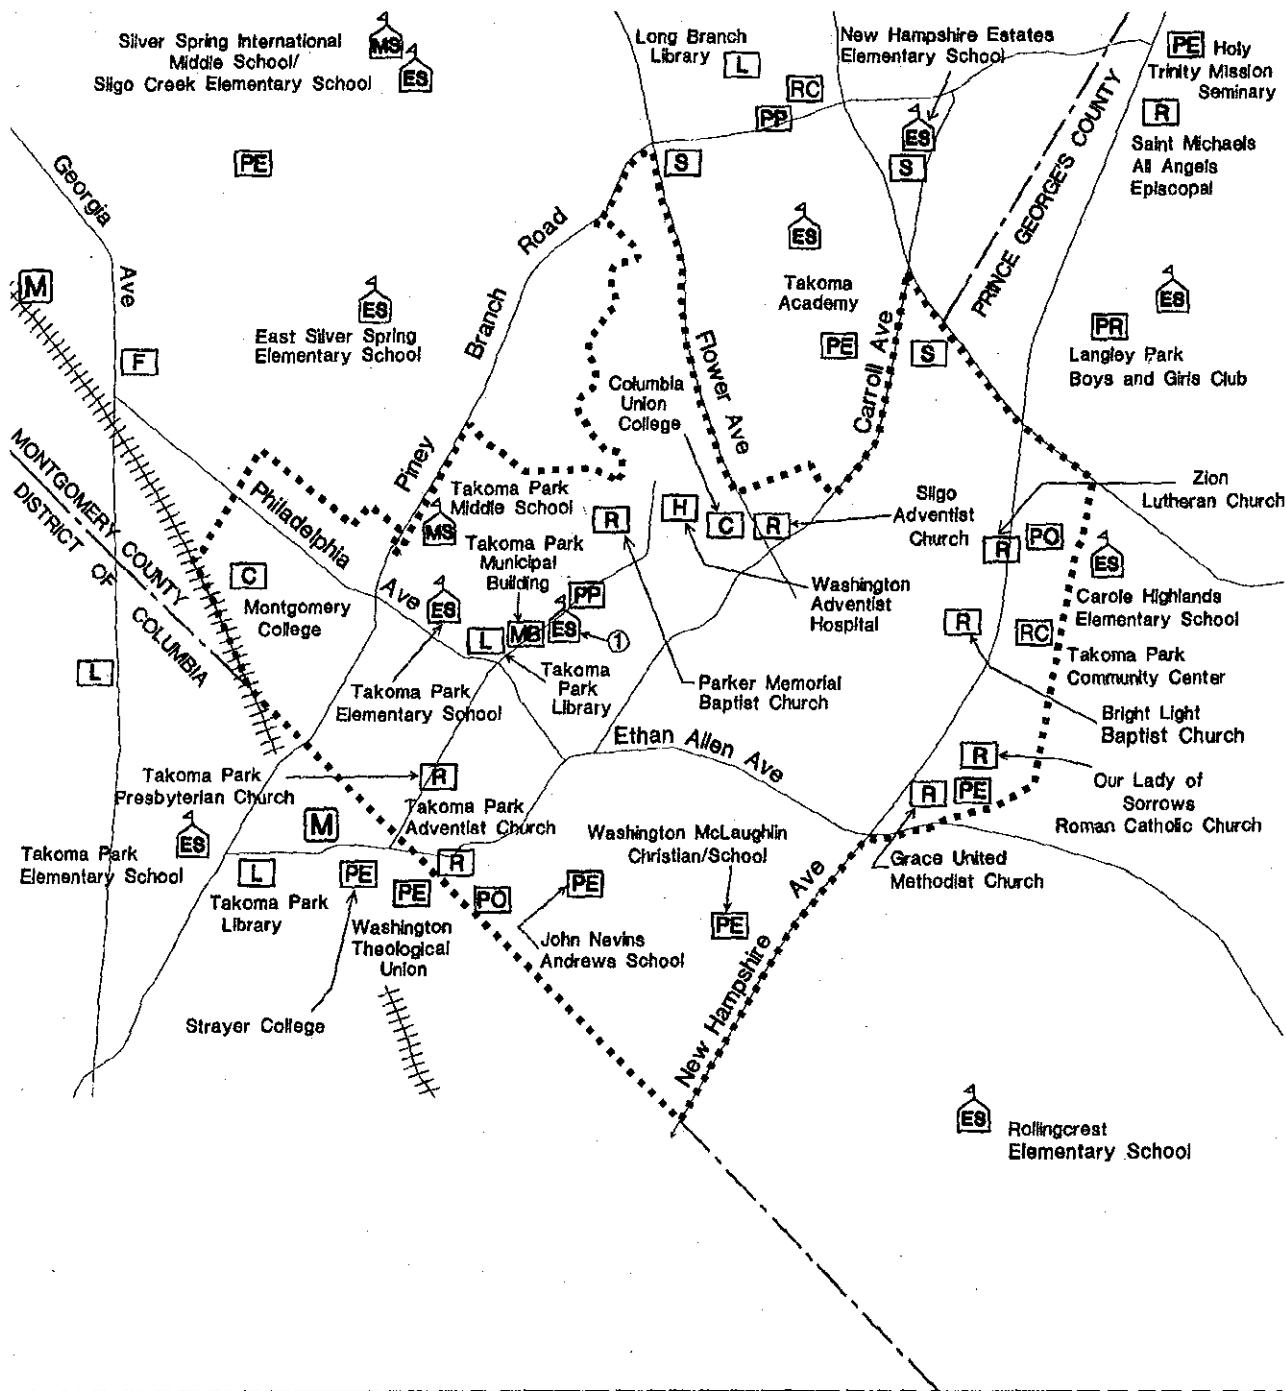 Silver Spring International
Middle School/
Sligo Creek Elementary School
MS
ES
Long Branch
Library
L
New Hampshire Estates
Elementary School
PE Holy
Trinity Mission
Seminary
RC
PP
ES
R
Saint Michaels
All Angels
Episcopal
PRINCE GEORGE'S COUNTY
PE
S
S
Georgia
Ave
Road
Branch
Piney
ES
Takoma
Academy
M
ES
East Silver Spring
Elementary School
F
ES
PR
Langley Park
Boys and Girls Club
PE
S
Carroll Ave
Flower Ave
Columbia
Union
College
MONTGOMERY COUNTY
DISTRICT OF COLUMBIA
Philadelphia
Ave
Takoma Park
Middle School
MS
R
H
C
R
Sligo
Adventist
Church
Zion
Lutheran Church
R
PO
ES
Carole Highlands
Elementary School
C
Montgomery
College
Takoma Park
Municipal
Building
ES
L
MB
ES
PP
1
Washington
Adventist
Hospital
R
RC
Takoma Park
Community Center
L
Takoma Park
Elementary School
Takoma
Park
Library
Parker Memorial
Baptist Church
Bright Light
Baptist Church
Ethan Allen Ave
R
Our Lady of
Sorrows
Roman Catholic Church
Takoma Park
Presbyterian Church
R
R
PE
Takoma Park
Adventist Church
M
ES
Takoma Park
Elementary School
L
Takoma Park
Library
PE
PE
R
PO
Washington McLaughlin
Christian/School
Grace United
Methodist Church
PE
PE
Washington
Theological
Union
John Nevins
Andrews School
Strayer College
New Hampshire Ave
ES
Rollingcrest
Elementary School